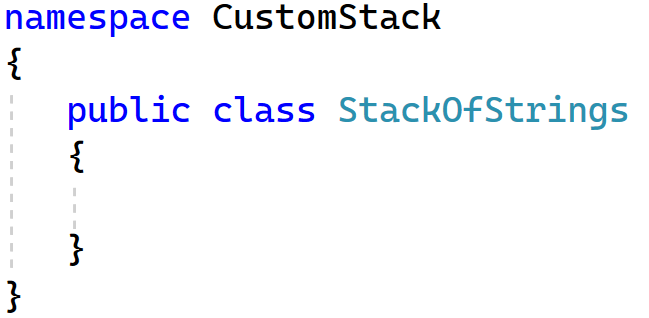 namespace CustomStack
{
public class StackOfStrings
{
}
}